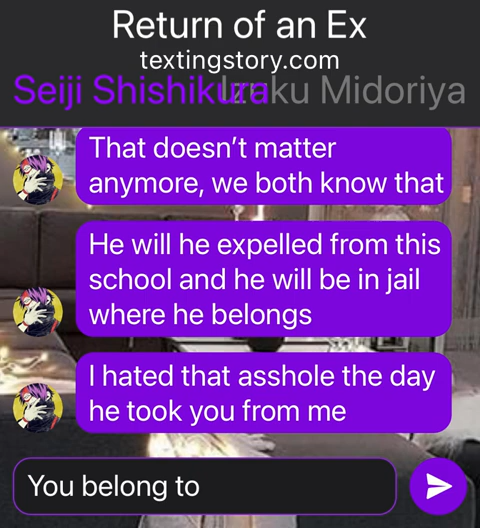 Return of an Ex
textingstory.com
Seiji Shishikura Izuku Midoriya
That doesn’t matter
anymore, we both know that
He will he expelled from this
school and he will be in jail
where he belongs
I hated that asshole the day
he took you from me
You belong to